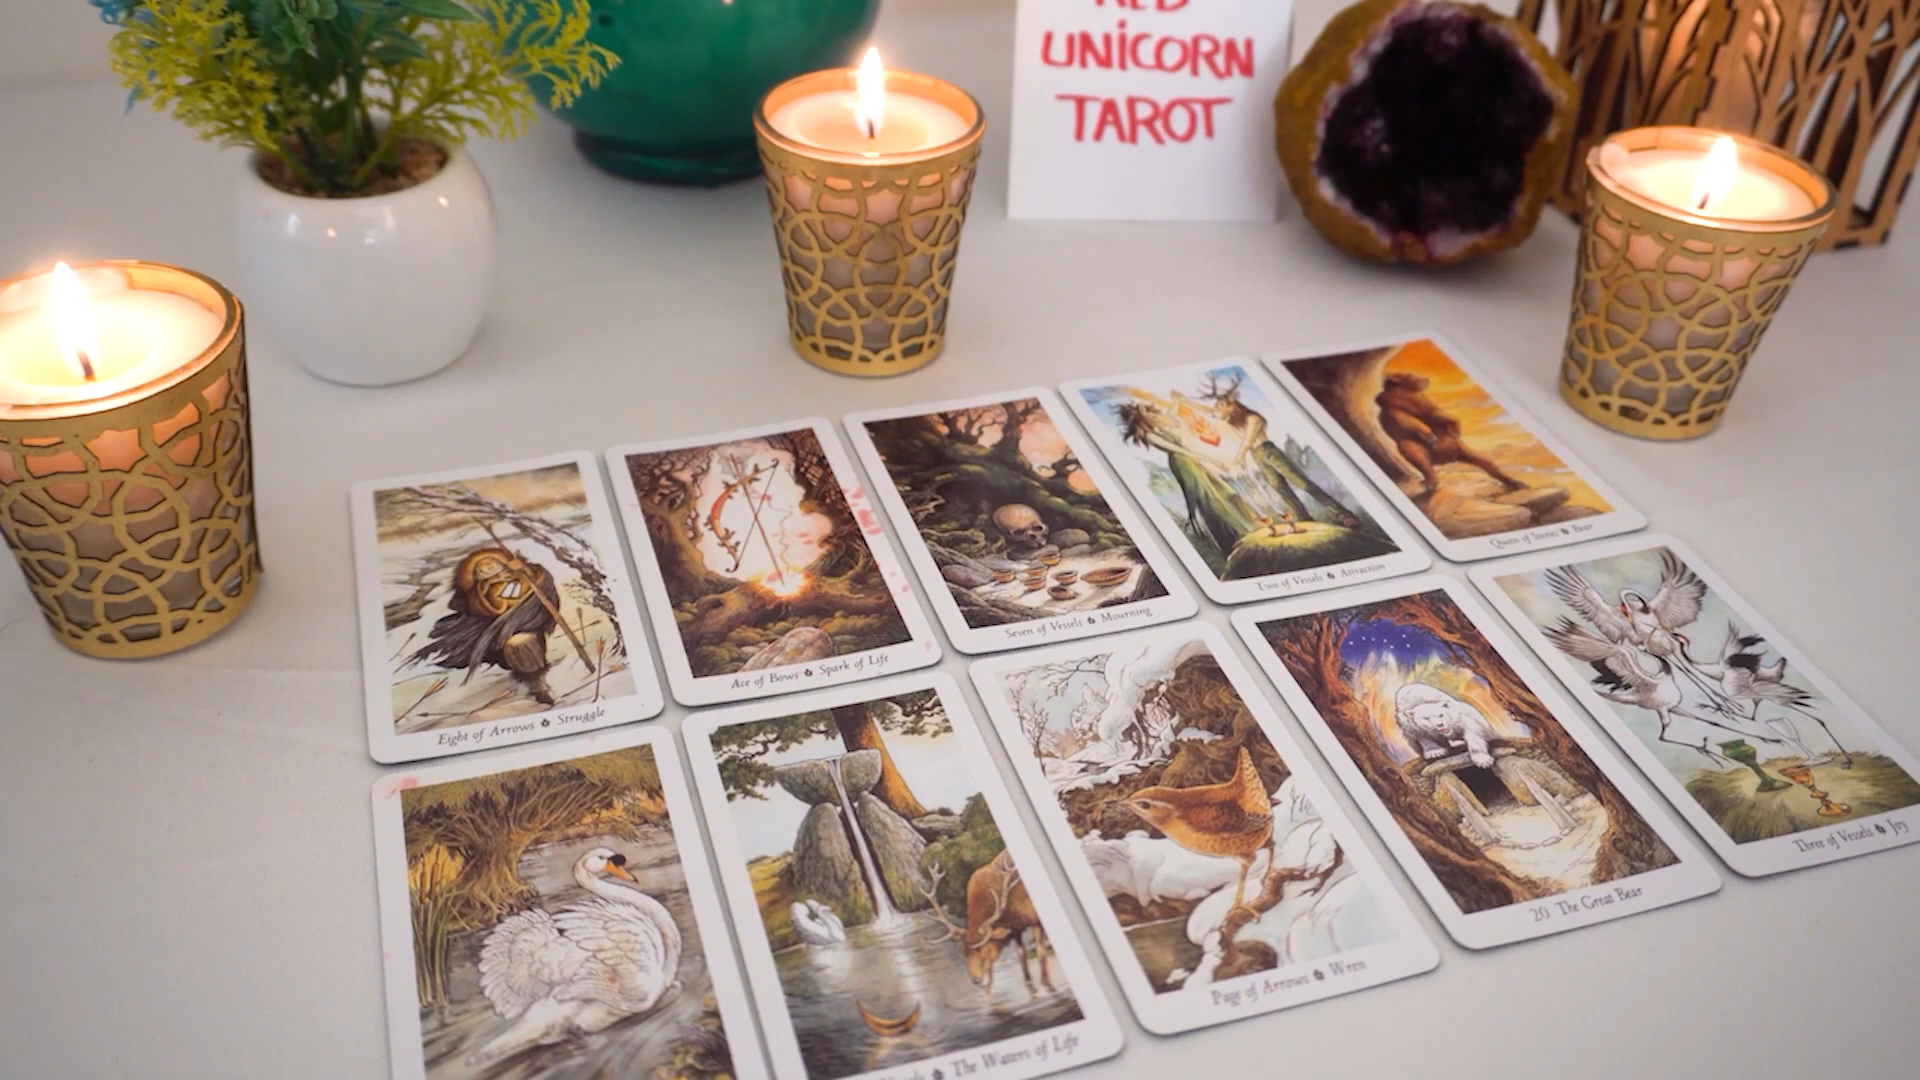 RED
UNICORN
TAROT
Queen of Stones Bear
Two of Vessels Attraction
Seven of Vessels Mourning
Ace of Bows Spark of Life
Eight of Arrows Struggle
Three of Vessels Joy
20 The Great Bear
Page of Arrows Wren
The Waters of Life